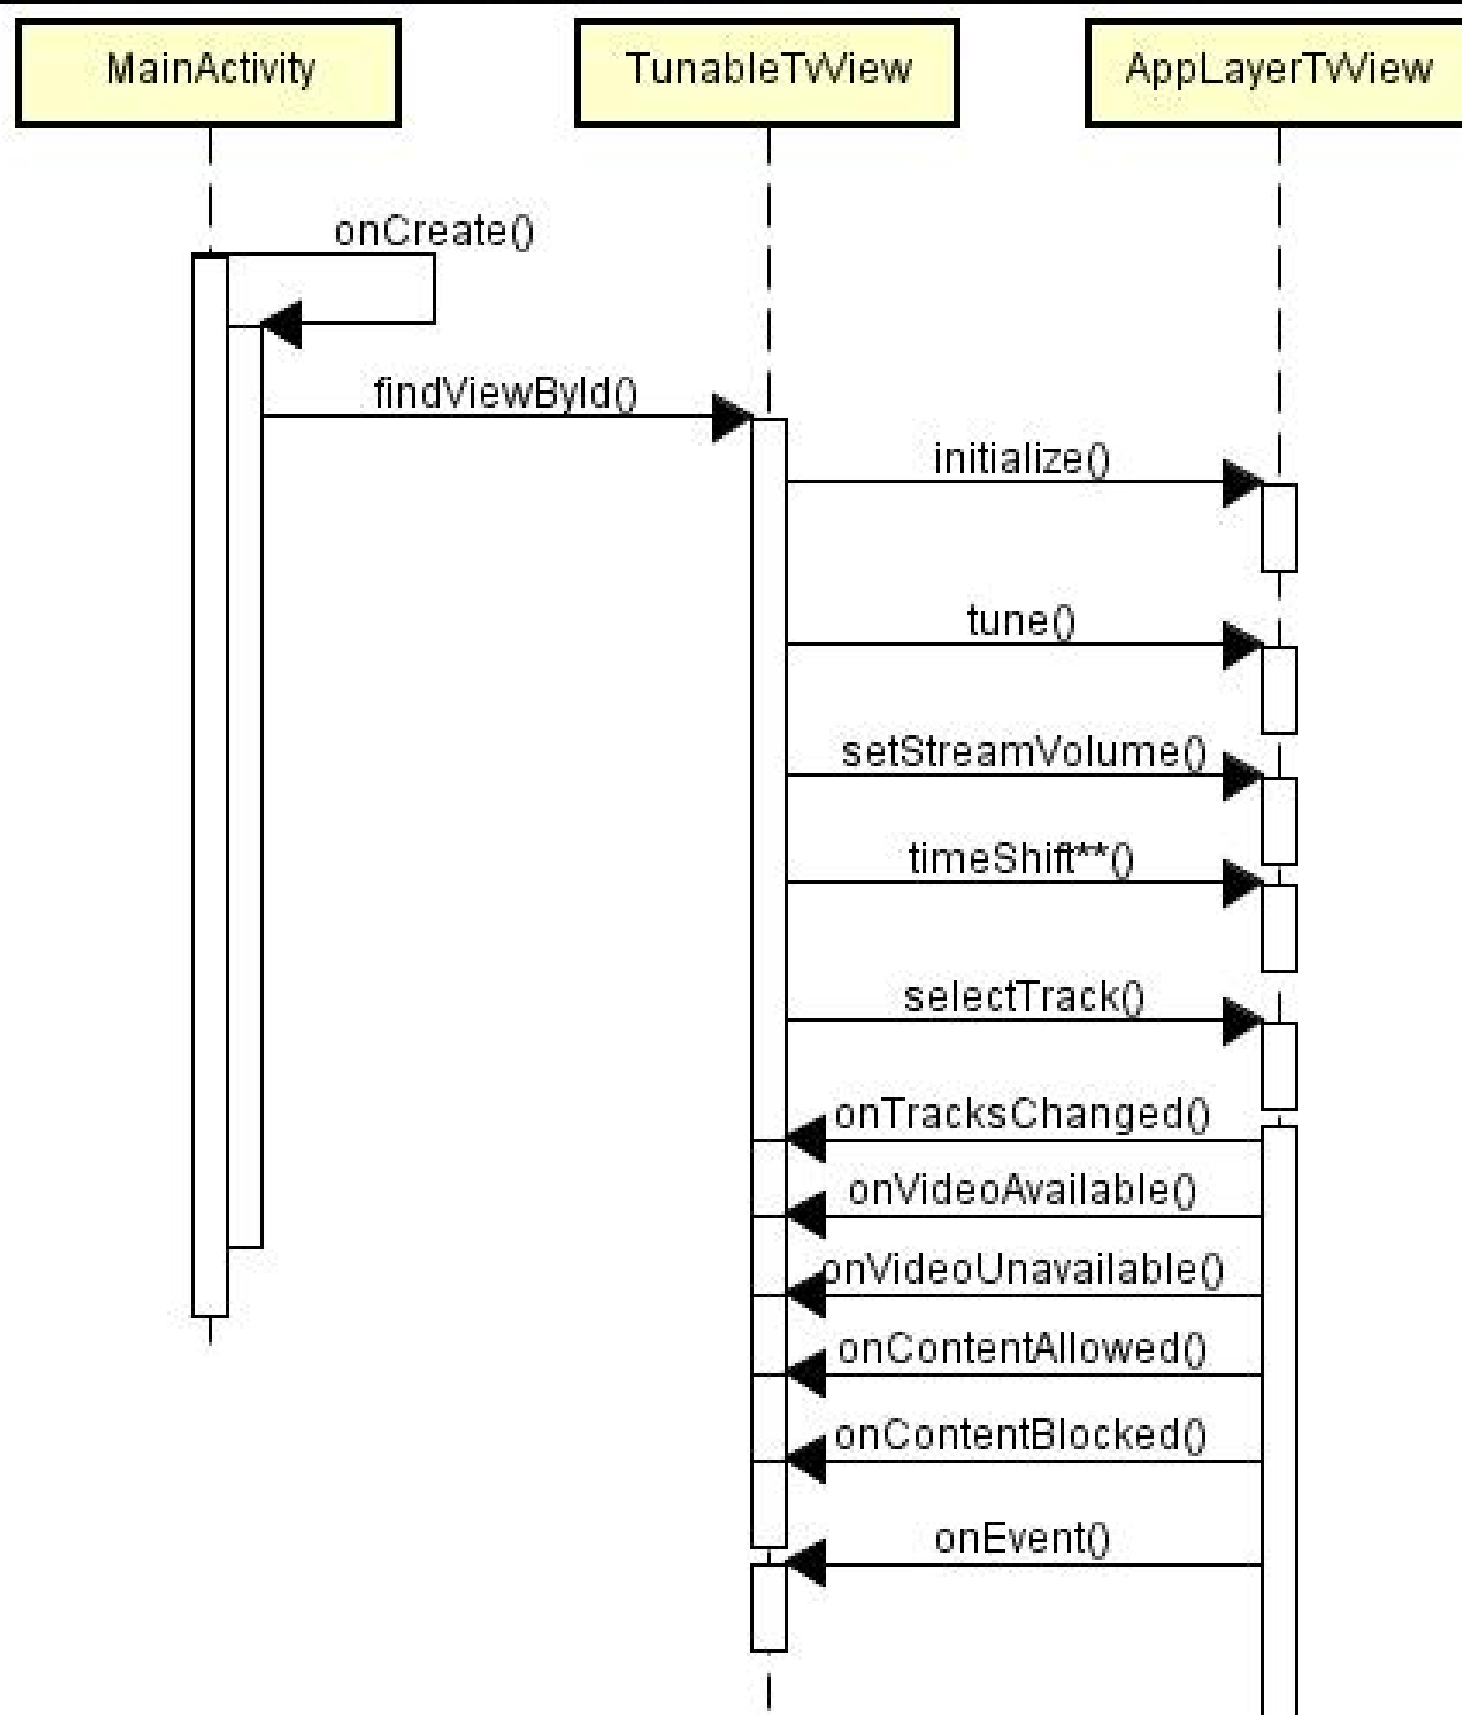 MainActivity
TunableTvView
AppLayerTvView
onCreate()
findViewById()
initialize()
tune()
setStreamVolume()
timeShift**()
selectTrack()
onTracksChanged()
onVideoAvailable()
onVideoUnavailable()
onContentAllowed()
onContentBlocked()
onEvent()